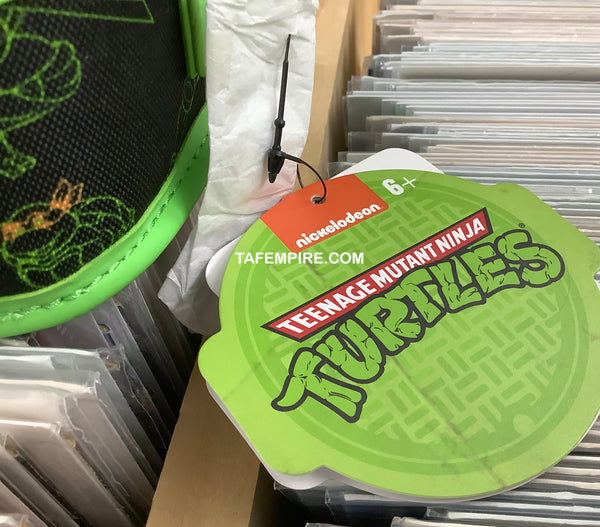 6+
nickelodeon
TAFEMPIRE.COM
TEENAGE MUTANT NINJA
TURTLES